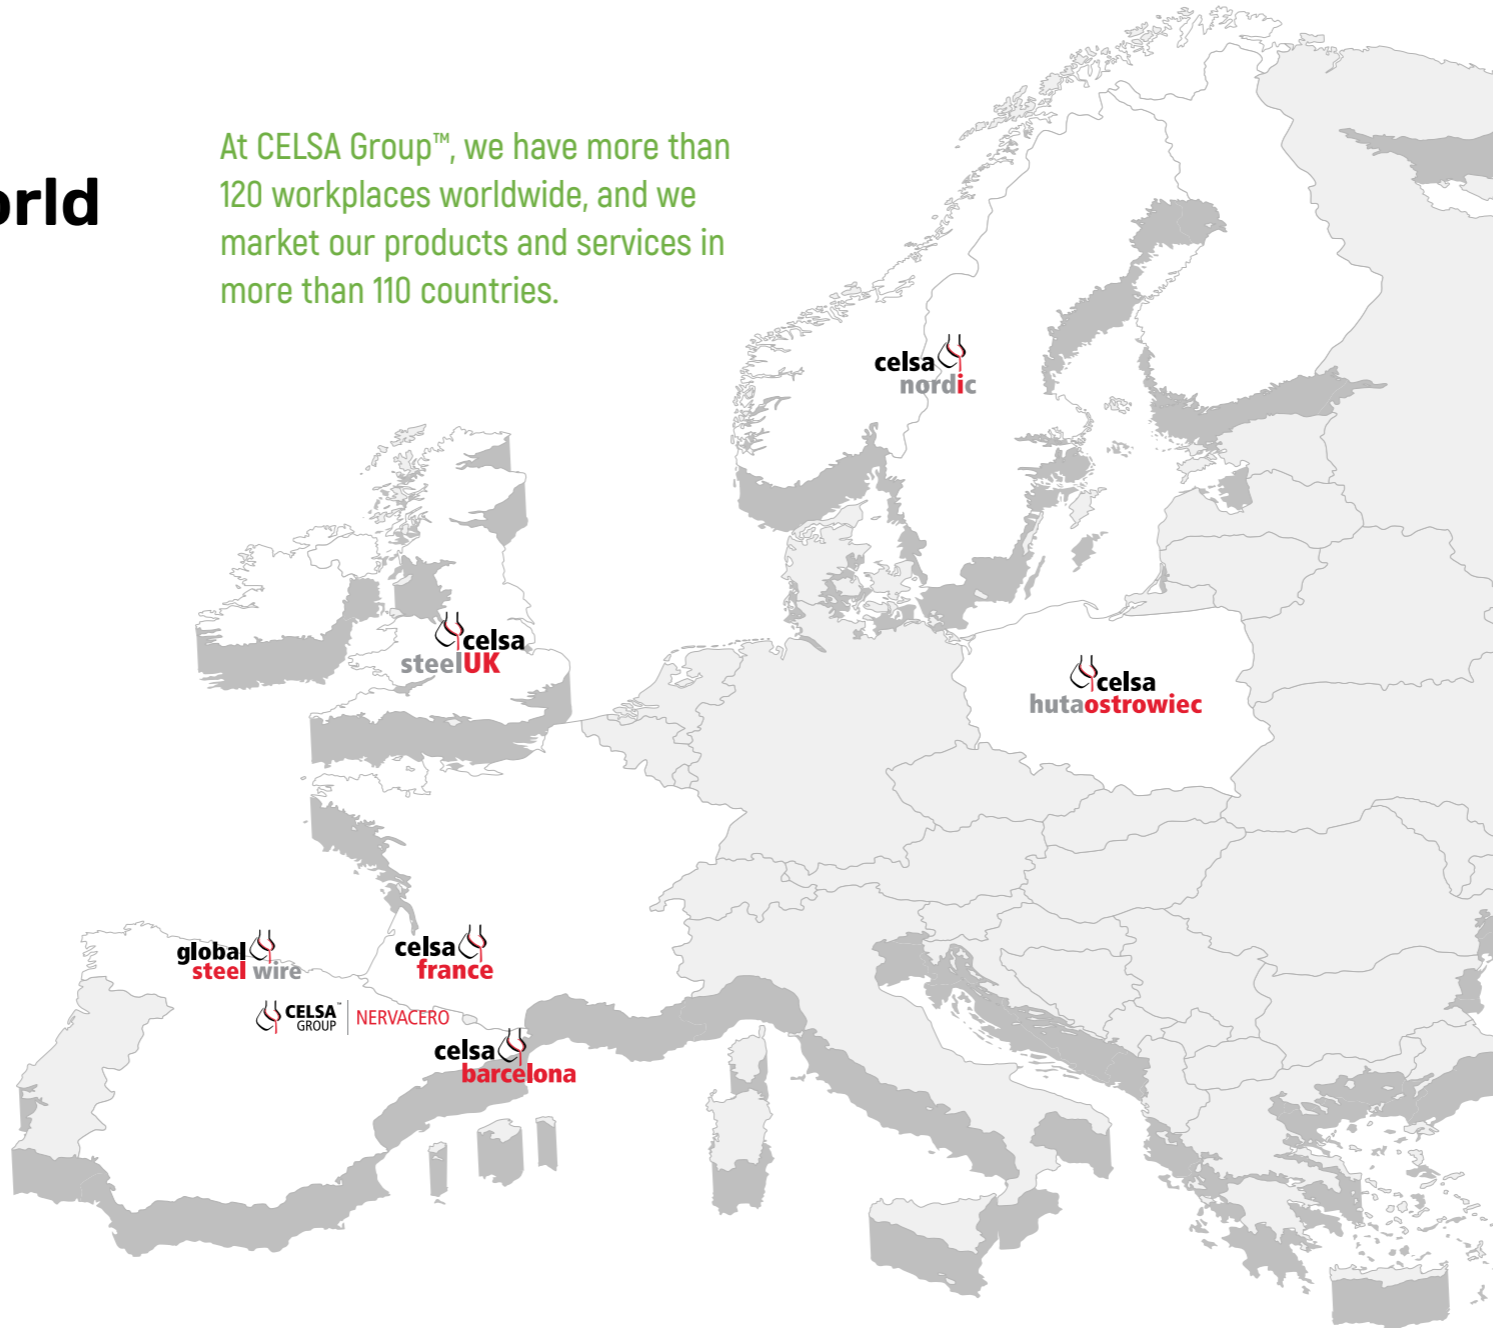 orld
At CELSA Group™, we have more than
120 workplaces worldwide, and we
market our products and services in
more than 110 countries.
celsa
nordic
celsa
steelUK
celsa
hutaostrowiec
global
steel wire
celsa
france
CELSA™
GROUP
NERVACERO
celsa
barcelona